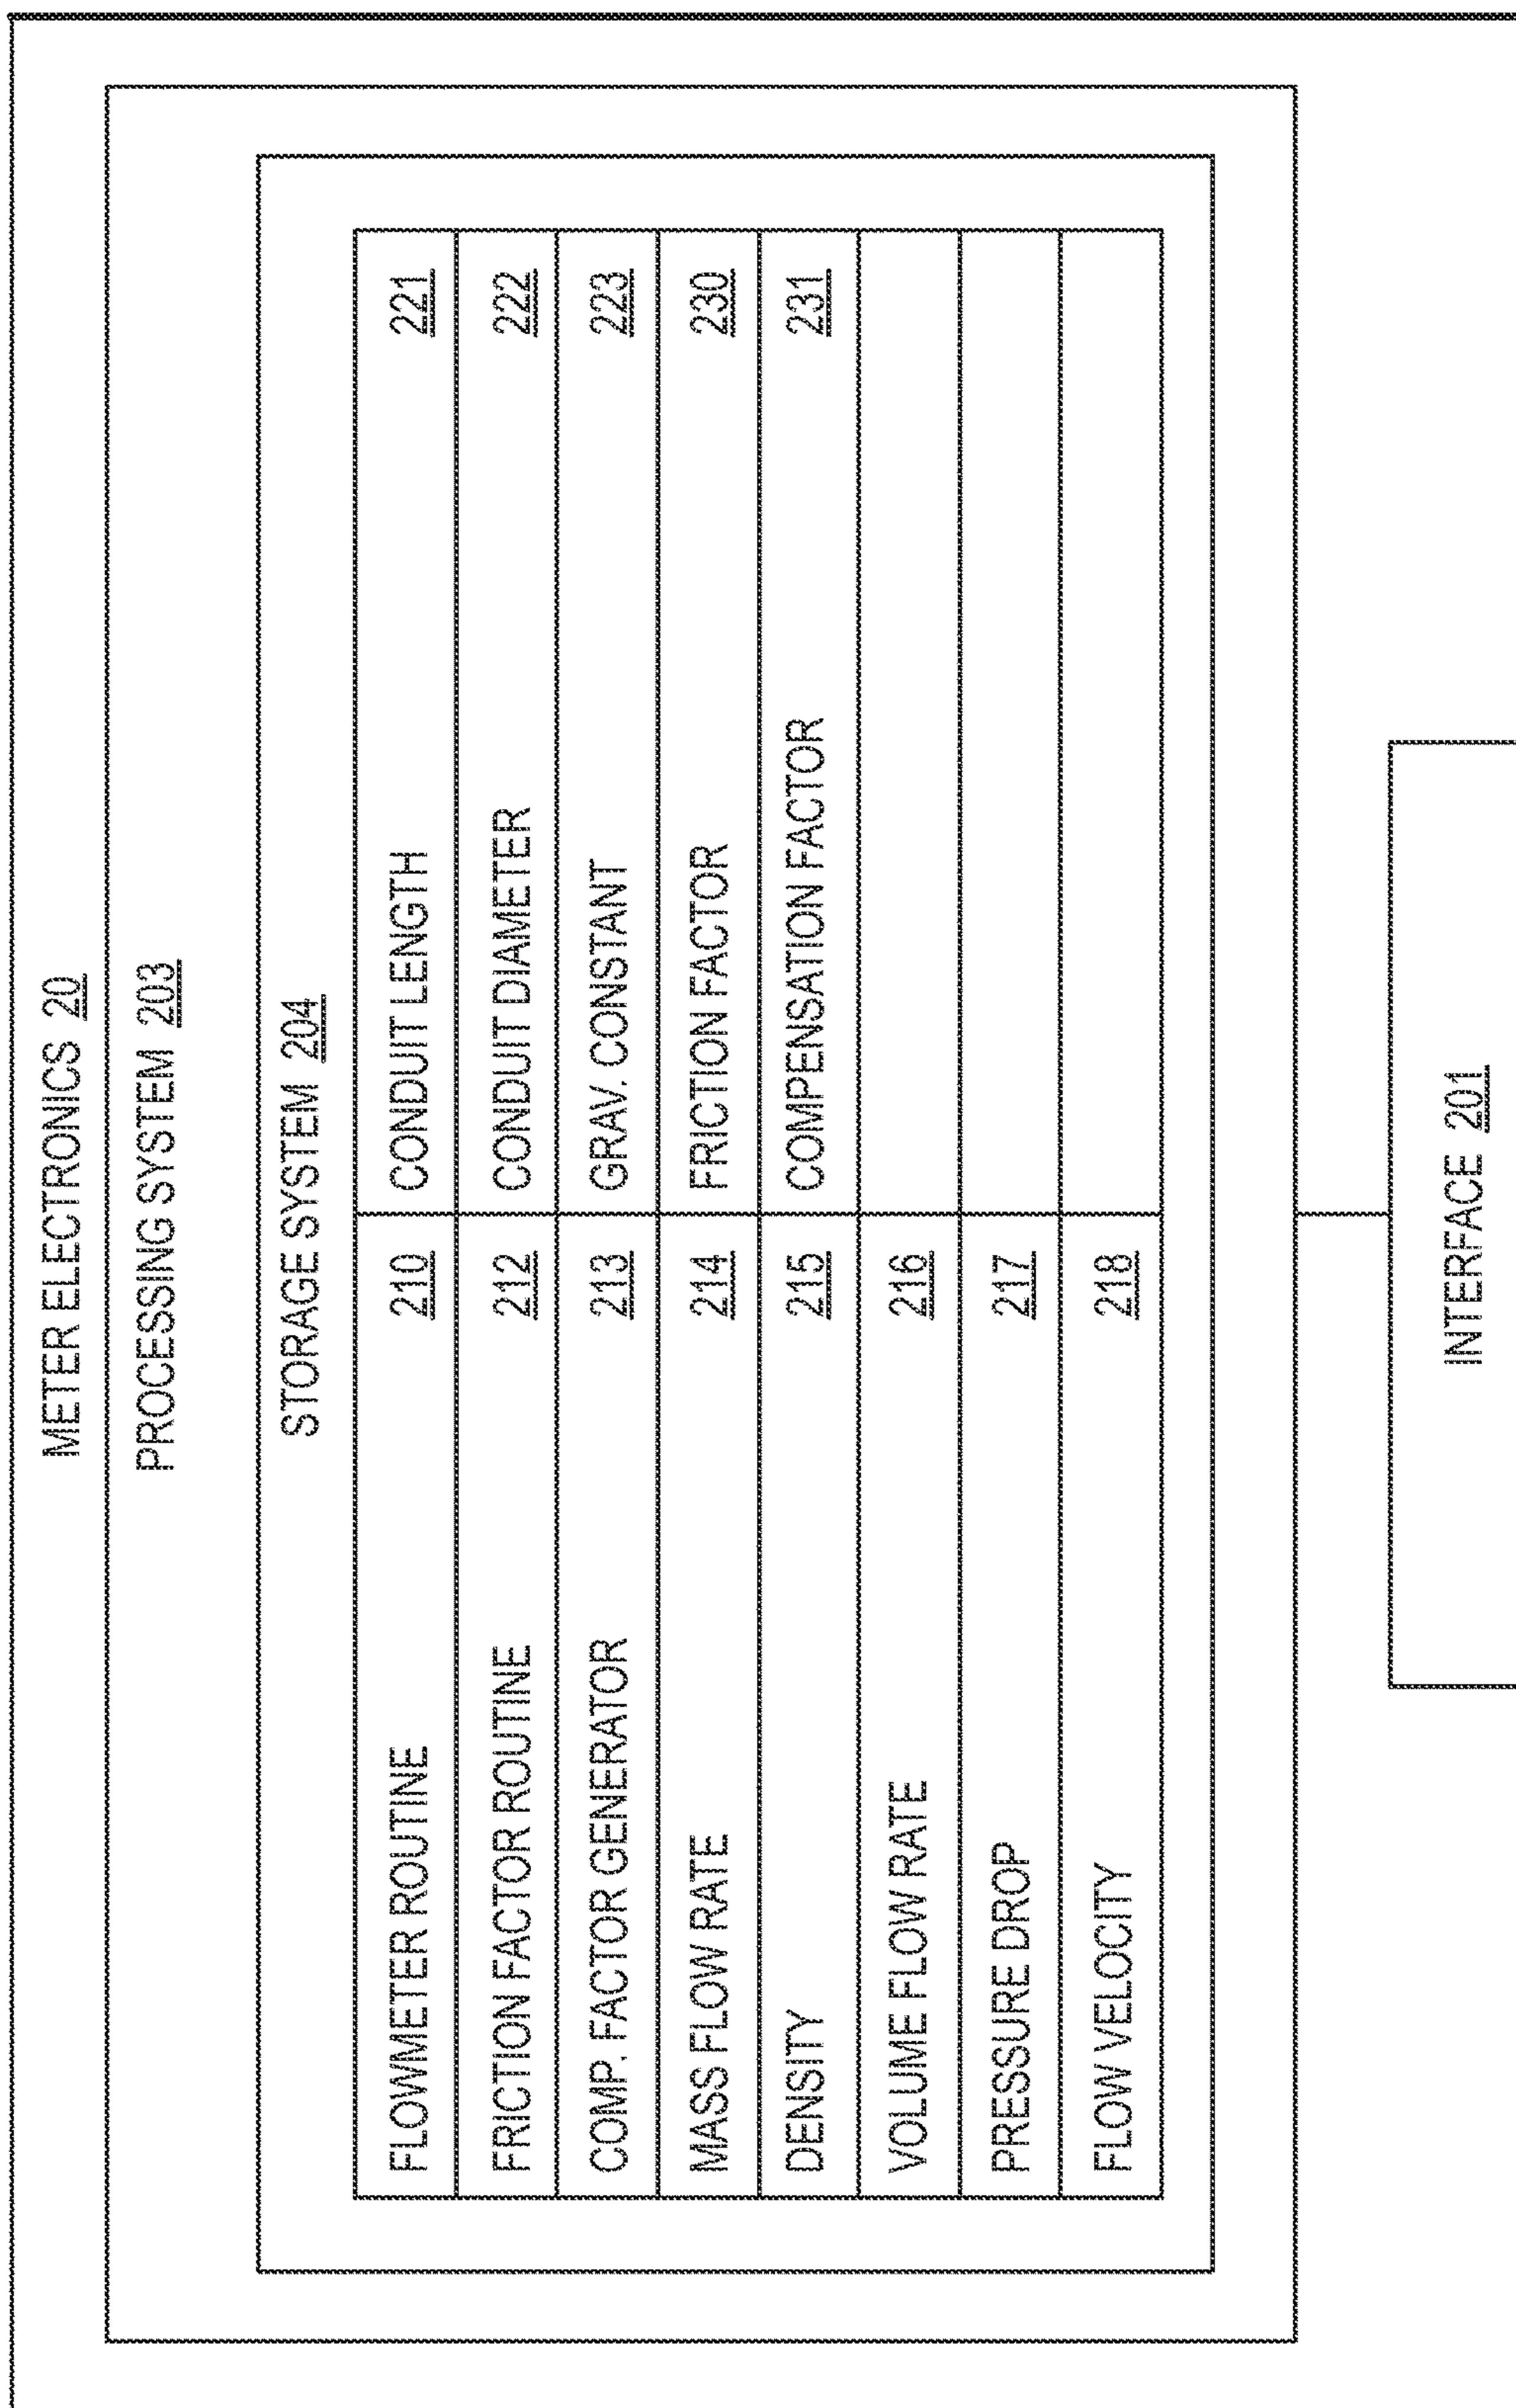 METER ELECTRONICS 20
PROCESSING SYSTEM 203
STORAGE SYSTEM 204
FLOWMETER ROUTINE 210 CONDUIT LENGTH 221
FRICTION FACTOR ROUTINE 212 CONDUIT DIAMETER 222
COMP. FACTOR GENERATOR 213 GRAV. CONSTANT 223
MASS FLOW RATE 214 FRICTION FACTOR 230
DENSITY 215 COMPENSATION FACTOR 231
VOLUME FLOW RATE 216
PRESSURE DROP 217
FLOW VELOCITY 218
INTERFACE 201